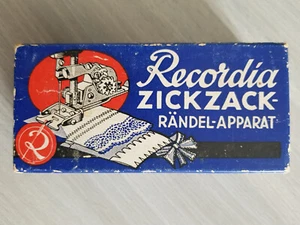 Recordia
ZICKZACK-
RÄNDEL-APPARAT
R